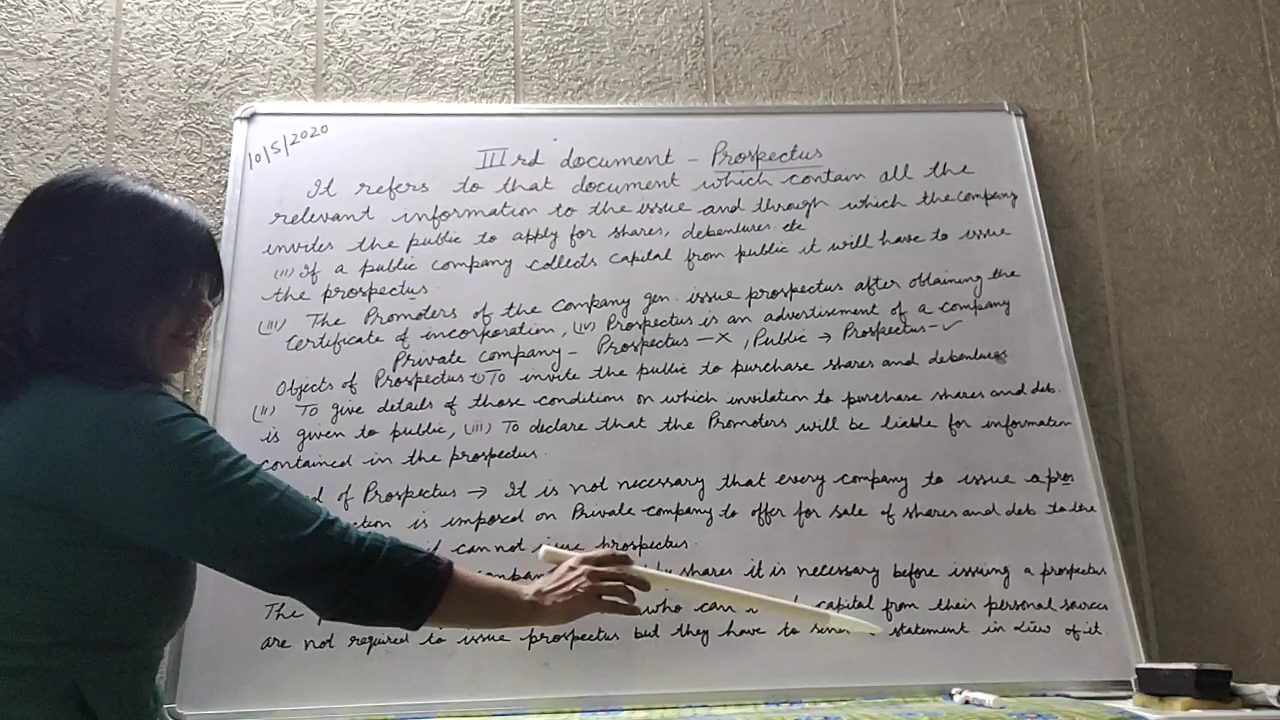 10/5/2020
IIIrd document - Prospectus
It refers to that document which contain all the
relevant information to the issue and through which the company
invites the public to apply for shares, debentures etc
(ii) If a public company collects capital from public it will have to issue
the prospectus
(iii) The Promoters of the company gen. issue prospectus after obtaining the
Certificate of incorporation, (iv) Prospectus is an advertisement of a company
Private company - Prospectus - X, Public → Prospectus - ✓
Objects of Prospectus (i) To invite the public to purchase shares and debentures
(ii) To give details of those conditions on which invitation to purchase shares and deb.
is given to public, (iii) To declare that the Promoters will be liable for information
contained in the prospectus.
of Prospectus → It is not necessary that every company to issue a pros
is imposed on Private company to offer for sale of shares and deb to the
cannot issue prospectus.
shares it is necessary before issuing a prospectus
The who can capital from their personal sources
are not required to issue prospectus but they have to statement in liew of it.